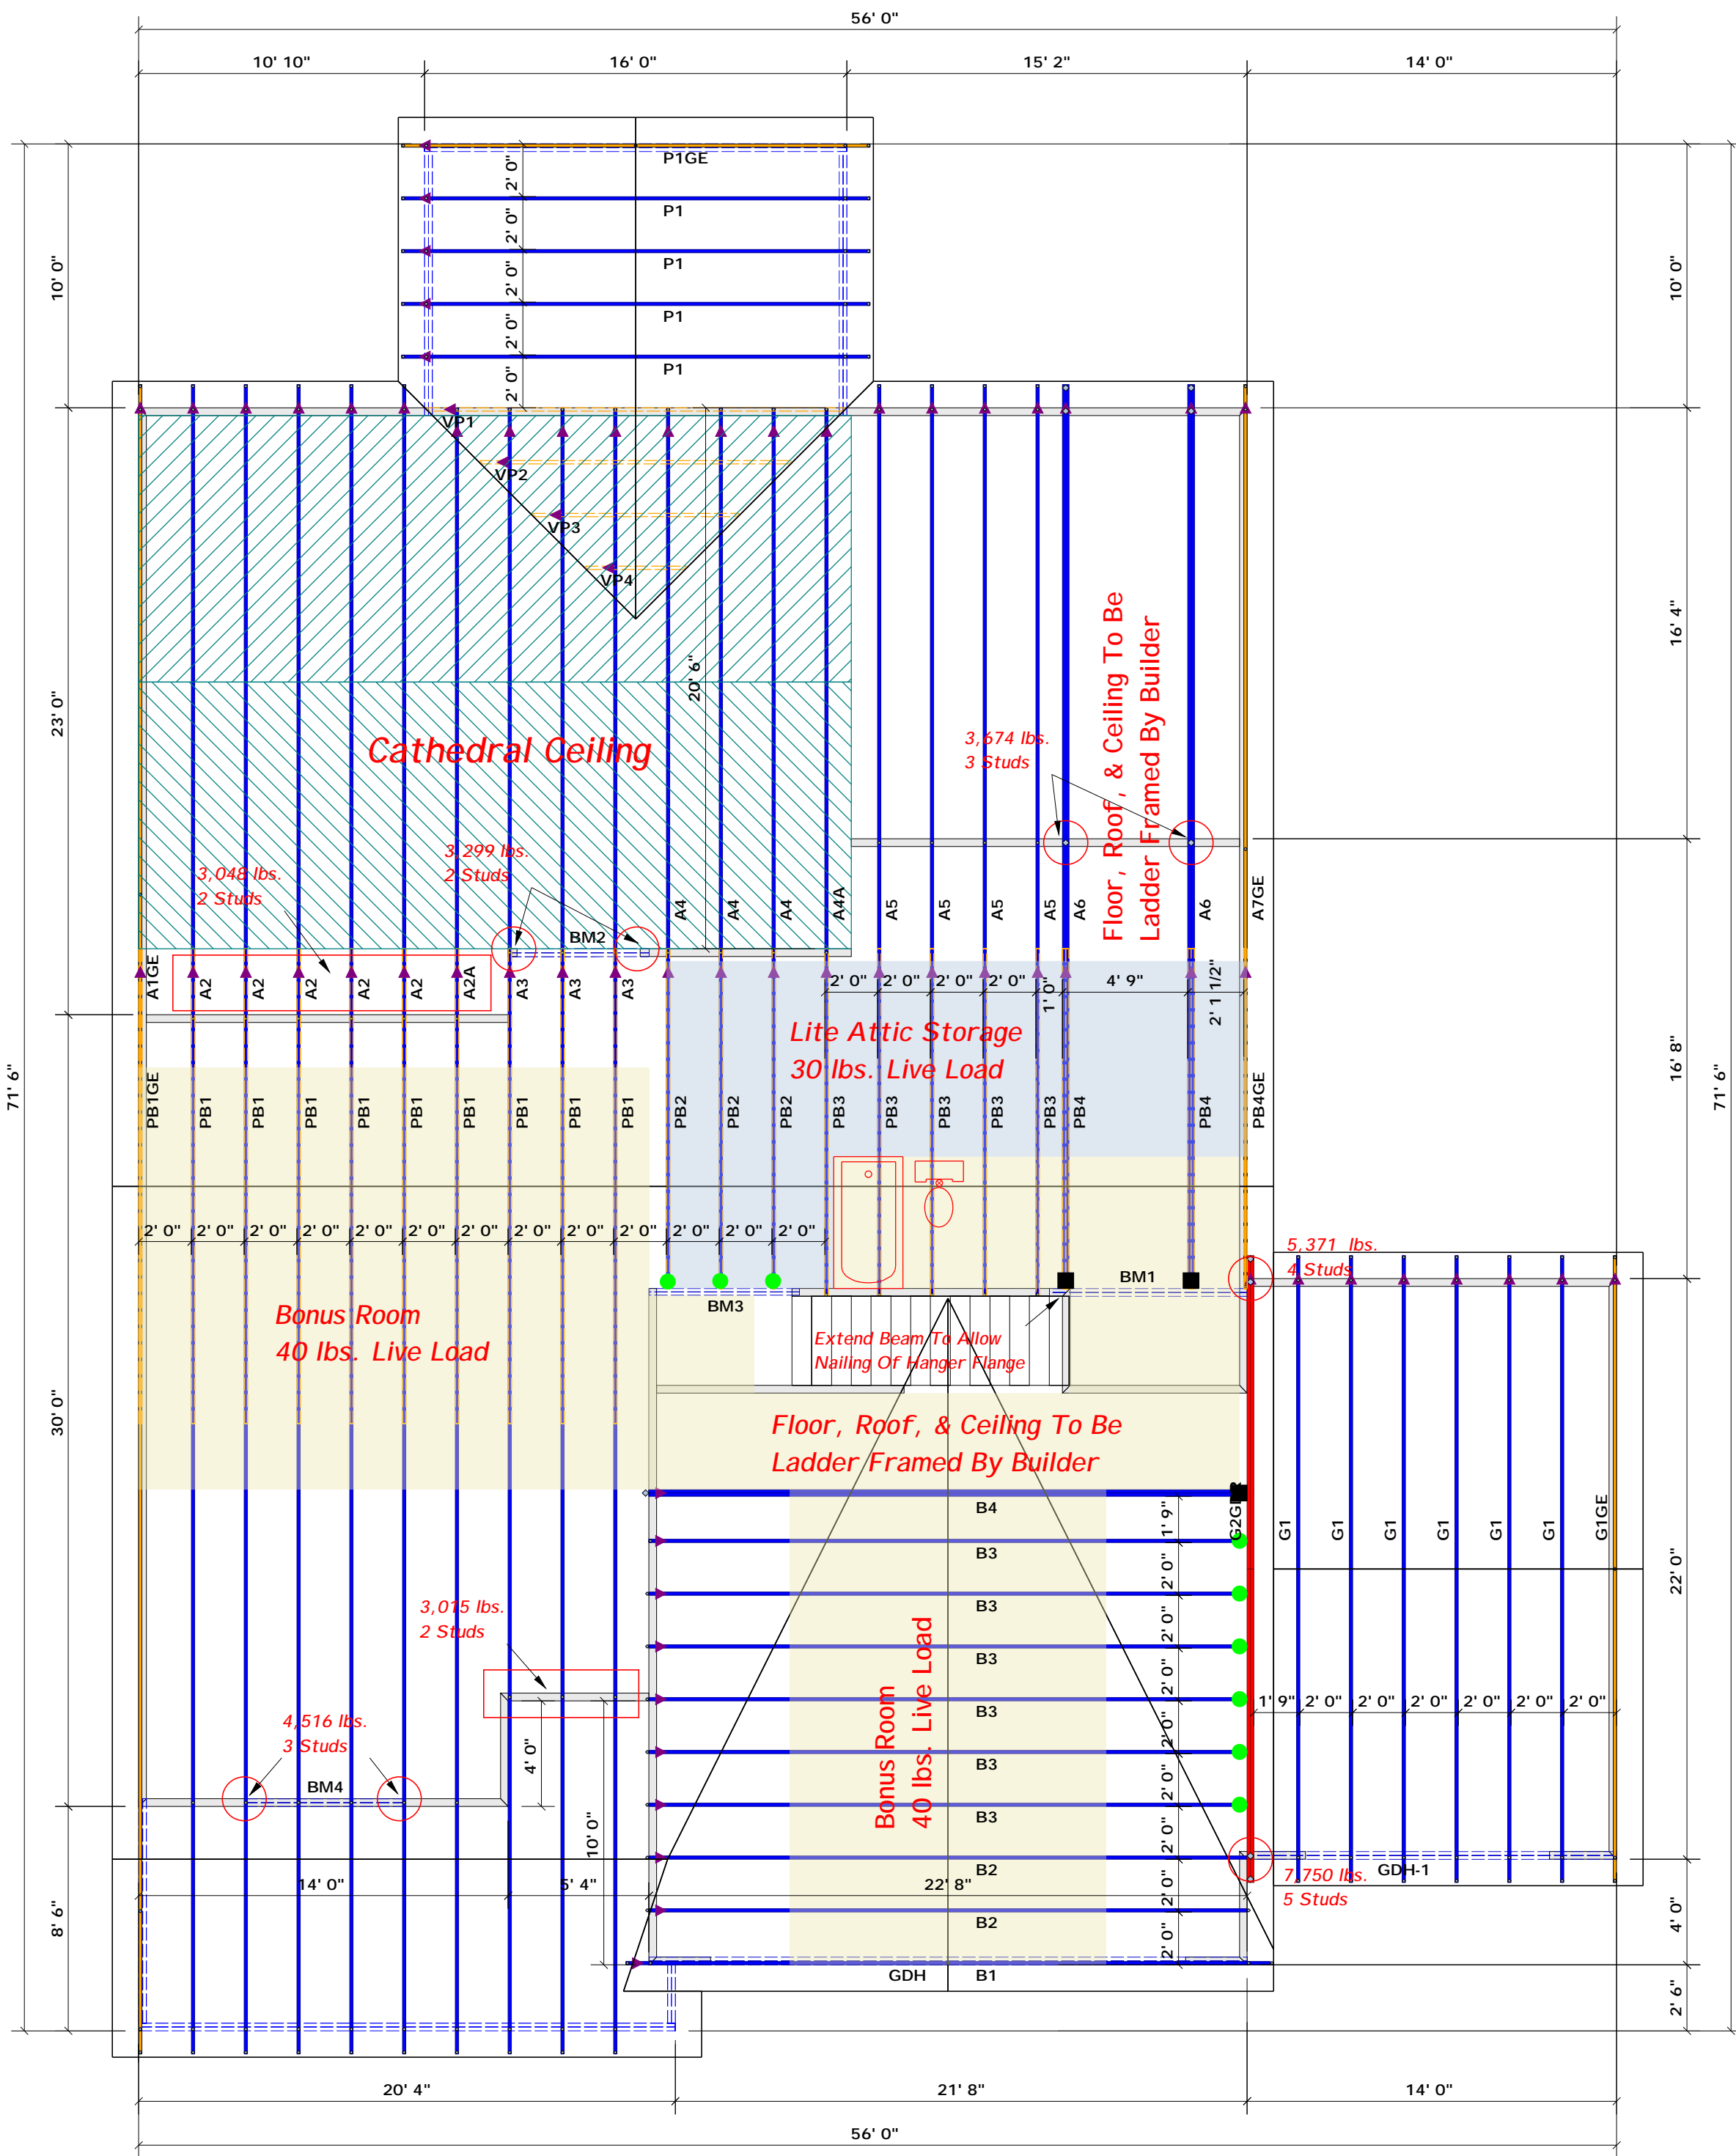 56' 0"
10' 10"
16' 0"
15' 2"
14' 0"
P1GE
2' 0"
P1
2' 0"
P1
2' 0"
P1
2' 0"
P1
2' 0"
10' 0"
10' 0"
VP1
VP2
VP3
VP4
20' 6"
23' 0"
16' 4"
Cathedral Ceiling
Floor, Roof, & Ceiling To Be
Ladder Framed By Builder
3,674 lbs.
3 Studs
3,299 lbs.
2 Studs
3,048 lbs.
2 Studs
BM2
A1GE
A2
A2
A2
A2
A2
A2A
A3
A3
A3
A4
A4
A4
A4A
A5
A5
A5
A5
A6
A6
A7GE
2' 0"
2' 0"
2' 0"
2' 0"
1' 0"
4' 9"
2' 1 1/2"
Lite Attic Storage
30 lbs. Live Load
71' 6"
16' 8"
71' 6"
PB1GE
PB1
PB1
PB1
PB1
PB1
PB1
PB1
PB1
PB1
PB2
PB2
PB2
PB3
PB3
PB3
PB3
PB3
PB4
PB4
PB4GE
2' 0"
2' 0"
2' 0"
2' 0"
2' 0"
2' 0"
2' 0"
2' 0"
2' 0"
2' 0"
2' 0"
2' 0"
2' 0"
5,371 lbs.
4 Studs
BM1
BM3
Bonus Room
40 lbs. Live Load
Extend Beam To Allow
Nailing Of Hanger Flange
30' 0"
Floor, Roof, & Ceiling To Be
Ladder Framed By Builder
B4
1' 9"
B3
2' 0"
B3
2' 0"
B3
2' 0"
B3
2' 0"
B3
2' 0"
B3
2' 0"
B2
2' 0"
B2
2' 0"
GDH
B1
Bonus Room
40 lbs. Live Load
G1
G1
G1
G1
G1
G1
G1GE
22' 0"
1' 9"
2' 0"
2' 0"
2' 0"
2' 0"
2' 0"
2' 0"
3,015 lbs.
2 Studs
4,516 lbs.
3 Studs
BM4
4' 0"
10' 0"
GDH-1
7,750 lbs.
5 Studs
14' 0"
5' 4"
22' 8"
8' 6"
4' 0"
2' 6"
20' 4"
21' 8"
14' 0"
56' 0"